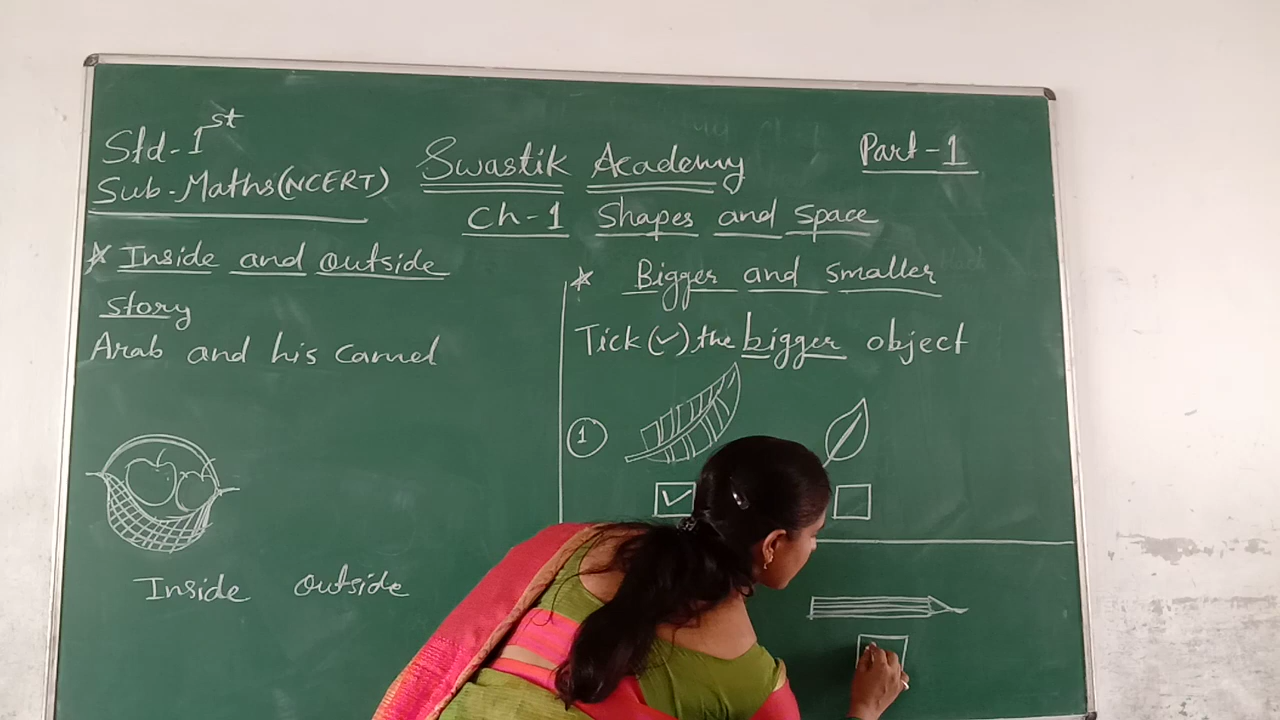 Std-1st
Sub-Maths(NCERT)
Swastik Academy
Part-1
Ch-1 Shapes and space
* Inside and outside
story
Arab and his camel
Inside outside
* Bigger and smaller
Tick (✓) the bigger object
1